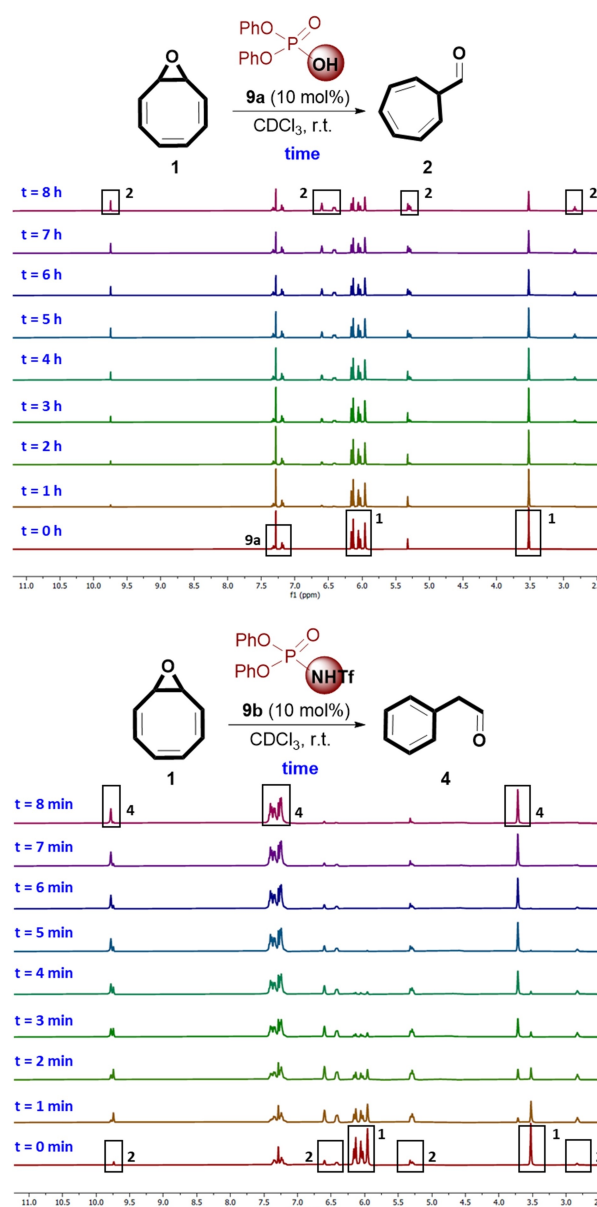 O
PhO
O
P
PhO
OH
O
9a (10 mol%)
CDCl3, r.t.
time
1
2
2
2
2
2
t = 8 h
t = 7 h
t = 6 h
t = 5 h
t = 4 h
t = 3 h
t = 2 h
t = 1 h
t = 0 h
9a
1
1
11.0 10.5 10.0 9.5 9.0 8.5 8.0 7.5 7.0 6.5 6.0 5.5 5.0 4.5 4.0 3.5 3.0 2.5
f1 (ppm)
O
PhO
O
P
PhO
NHTf
9b (10 mol%)
CDCl3, r.t.
O
time
1
4
t = 8 min
4
4
4
t = 7 min
t = 6 min
t = 5 min
t = 4 min
t = 3 min
t = 2 min
t = 1 min
t = 0 min
2
2
1
2
1
11.0 10.5 10.0 9.5 9.0 8.5 8.0 7.5 7.0 6.5 6.0 5.5 5.0 4.5 4.0 3.5 3.0 2.5